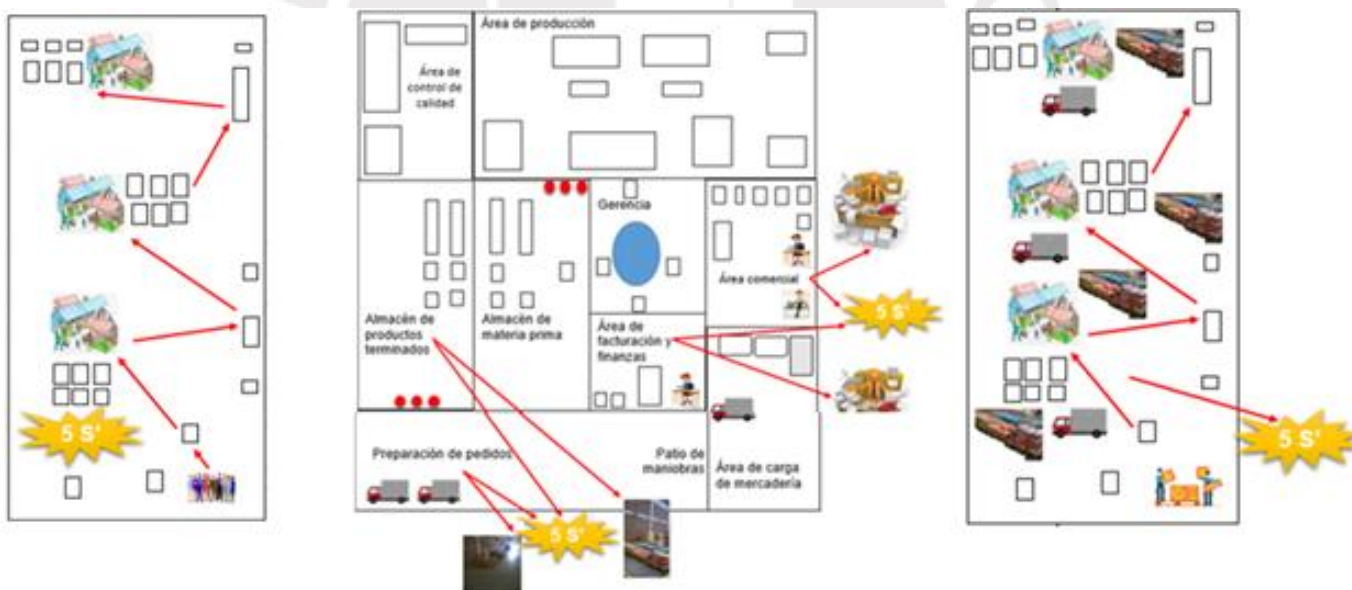 5 S'
Área de producción
Área de
control de
calidad
Gerencia
Área comercial
Almacén de
productos
terminados
Almacén de
materia prima
Área de
facturación y
finanzas
5 S'
Preparación de pedidos
Patio de
maniobras
Área de carga
de mercadería
5 S'
5 S'